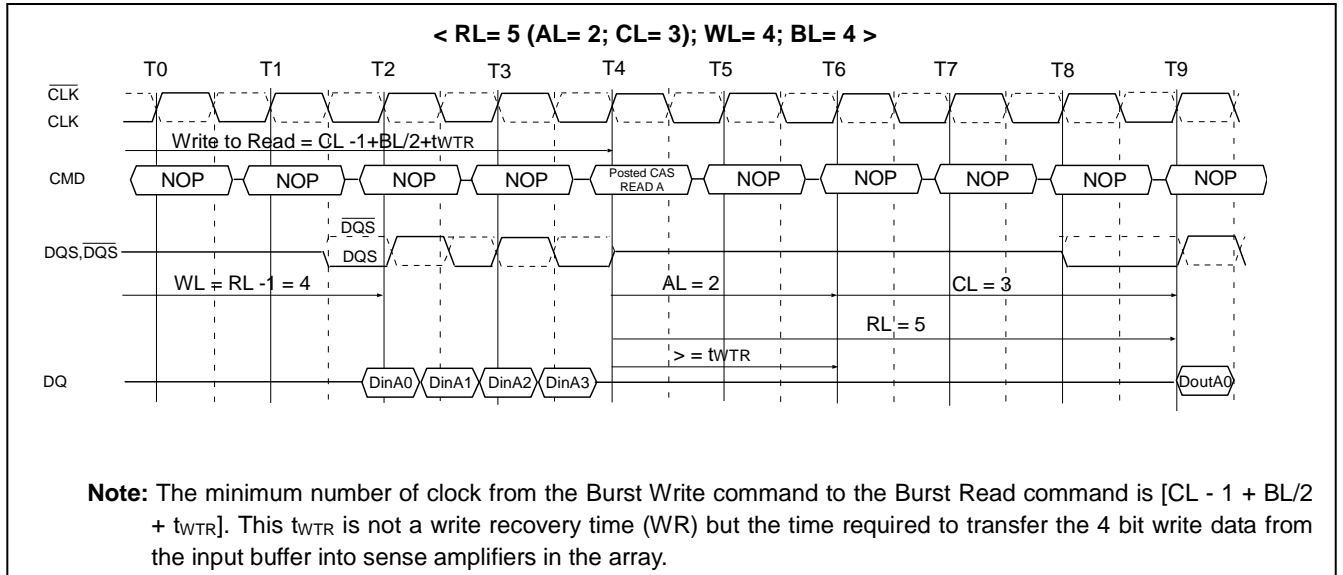 < RL= 5 (AL= 2; CL= 3); WL= 4; BL= 4 >
T0 T1 T2 T3 T4 T5 T6 T7 T8 T9
CLK
CLK
Write to Read = CL -1+BL/2+tWTR
CMD NOP NOP NOP NOP Posted CAS READ A NOP NOP NOP NOP NOP
DQS
DQS,DQS DQS
WL = RL -1 = 4 AL = 2 CL = 3
RL = 5
> = tWTR
DQ DinA0 DinA1 DinA2 DinA3 DoutA0
Note: The minimum number of clock from the Burst Write command to the Burst Read command is [CL - 1 + BL/2
+ tWTR]. This tWTR is not a write recovery time (WR) but the time required to transfer the 4 bit write data from
the input buffer into sense amplifiers in the array.